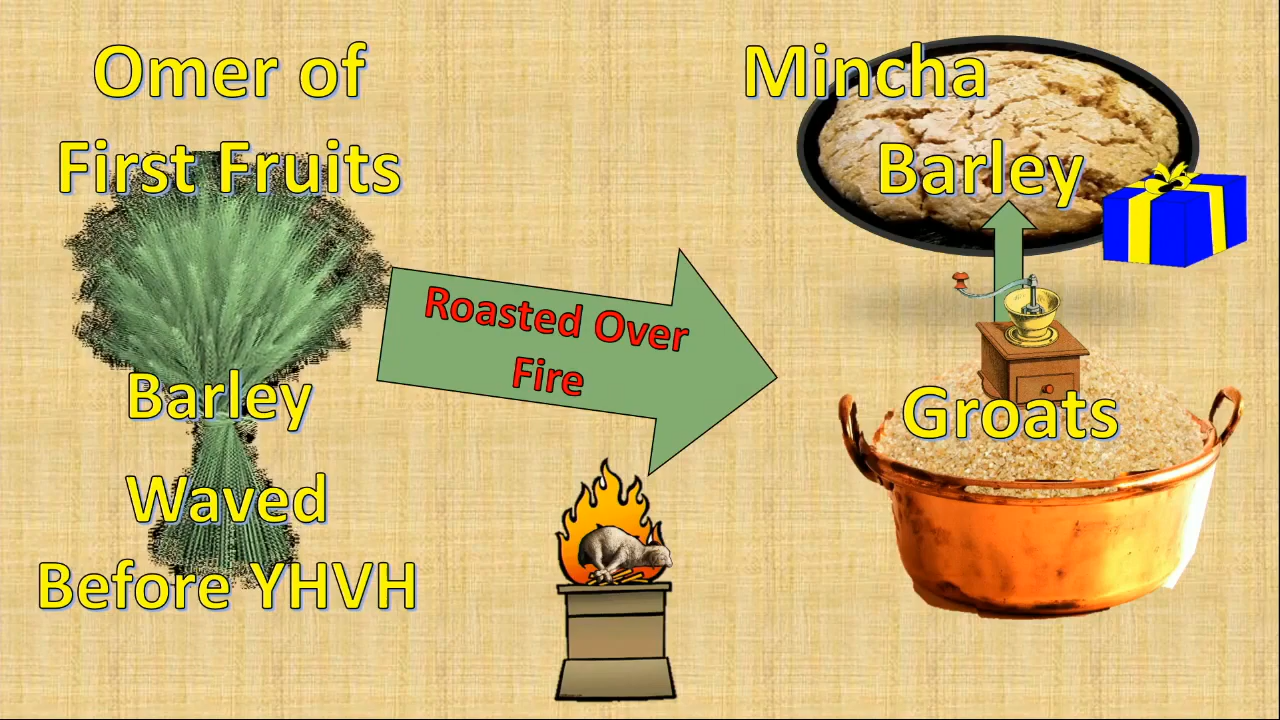 Omer of
First Fruits
Barley
Waved
Before YHVH
Roasted Over
Fire
Mincha
Barley
Groats